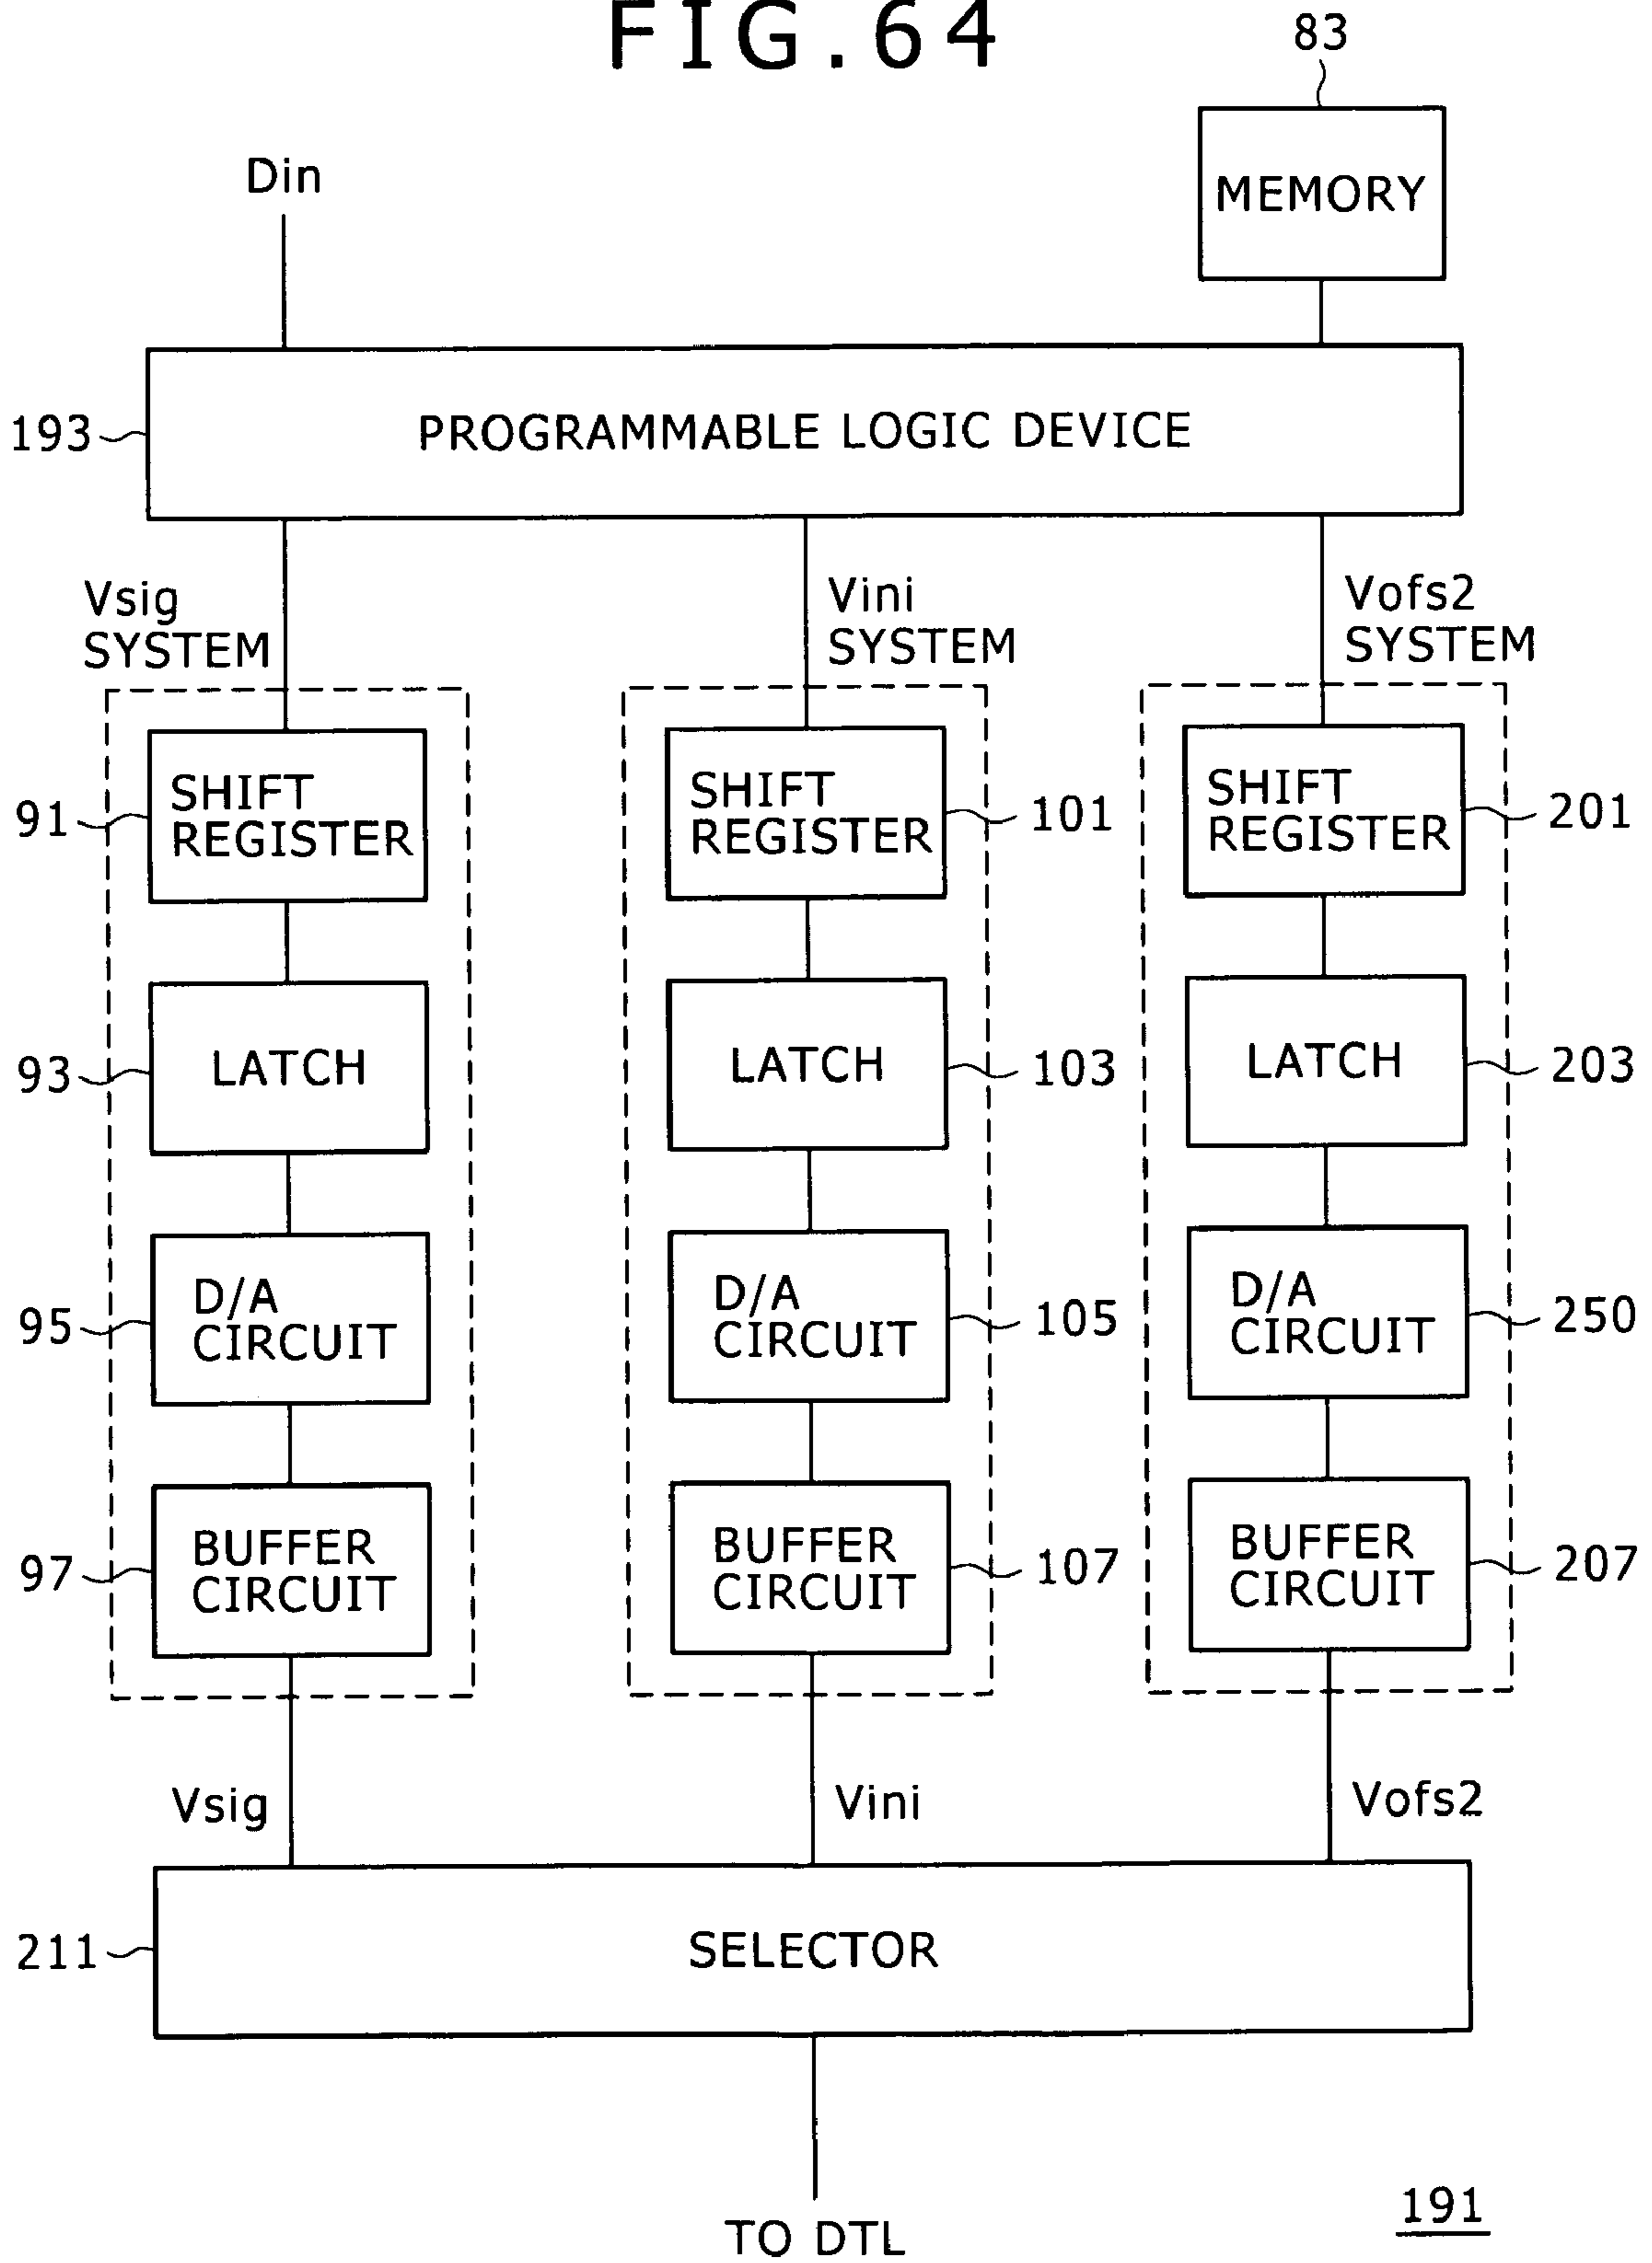 FIG.64
83
MEMORY
Din
193
PROGRAMMABLE LOGIC DEVICE
Vsig
SYSTEM
Vini
SYSTEM
Vofs2
SYSTEM
91
SHIFT
REGISTER
SHIFT
REGISTER
101
SHIFT
REGISTER
201
93
LATCH
LATCH
103
LATCH
203
95
D/A
CIRCUIT
D/A
CIRCUIT
105
D/A
CIRCUIT
250
97
BUFFER
CIRCUIT
BUFFER
CIRCUIT
107
BUFFER
CIRCUIT
207
Vsig
Vini
Vofs2
211
SELECTOR
TO DTL
191